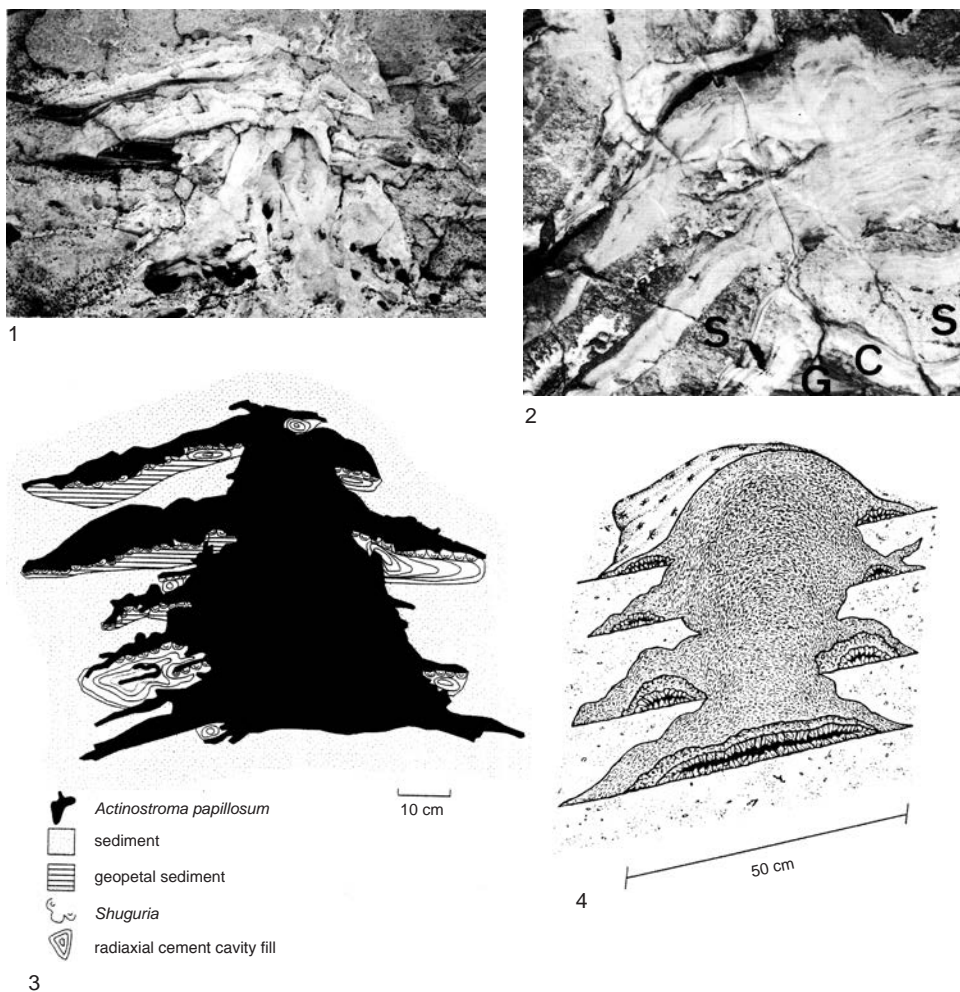 1
S
S
C
G
2
Actinostroma papillosum
10 cm
sediment
geopetal sediment
Shuguria
radiaxial cement cavity fill
3
50 cm
4